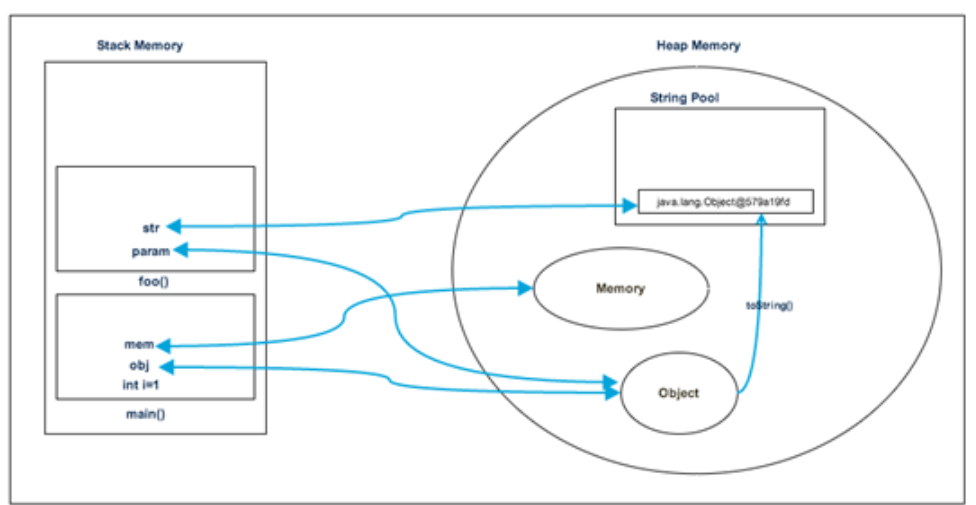 Stack Memory
Heap Memory
String Pool
java.lang.Object@579a19fd
str
param
foo()
Memory
toString()
mem
obj
int i=1
main()
Object